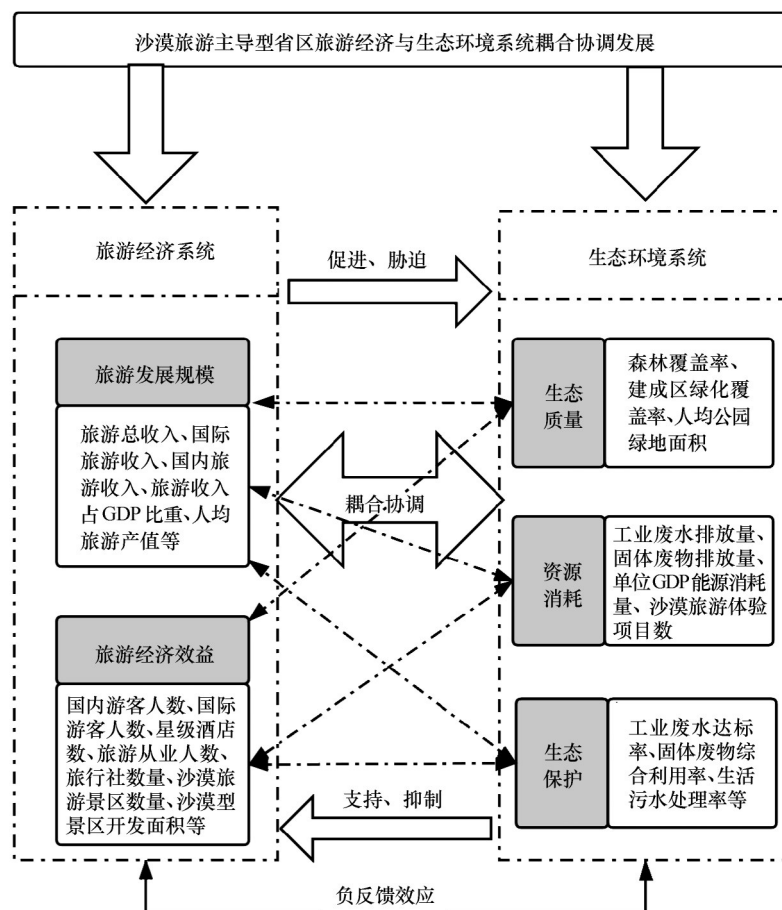 沙漠旅游主导型省区旅游经济与生态环境系统耦合协调发展
旅游经济系统
促进、胁迫
生态环境系统
旅游发展规模
旅游总收入、国际
旅游收入、国内旅
游收入、旅游收入
占GDP比重、人均
旅游产值等
生态
质量
森林覆盖率、
建成区绿化覆
盖率、人均公园
绿地面积
耦合协调
资源
消耗
工业废水排放量、
固体废物排放量、
单位GDP能源消耗
量、沙漠旅游体验
项目数
旅游经济效益
国内游客人数、国际
游客人数、星级酒店
数、旅游从业人数、
旅行社数量、沙漠旅
游景区数量、沙漠型
景区开发面积等
生态
保护
工业废水达标
率、固体废物综
合利用率、生活
污水处理率等
支持、抑制
负反馈效应